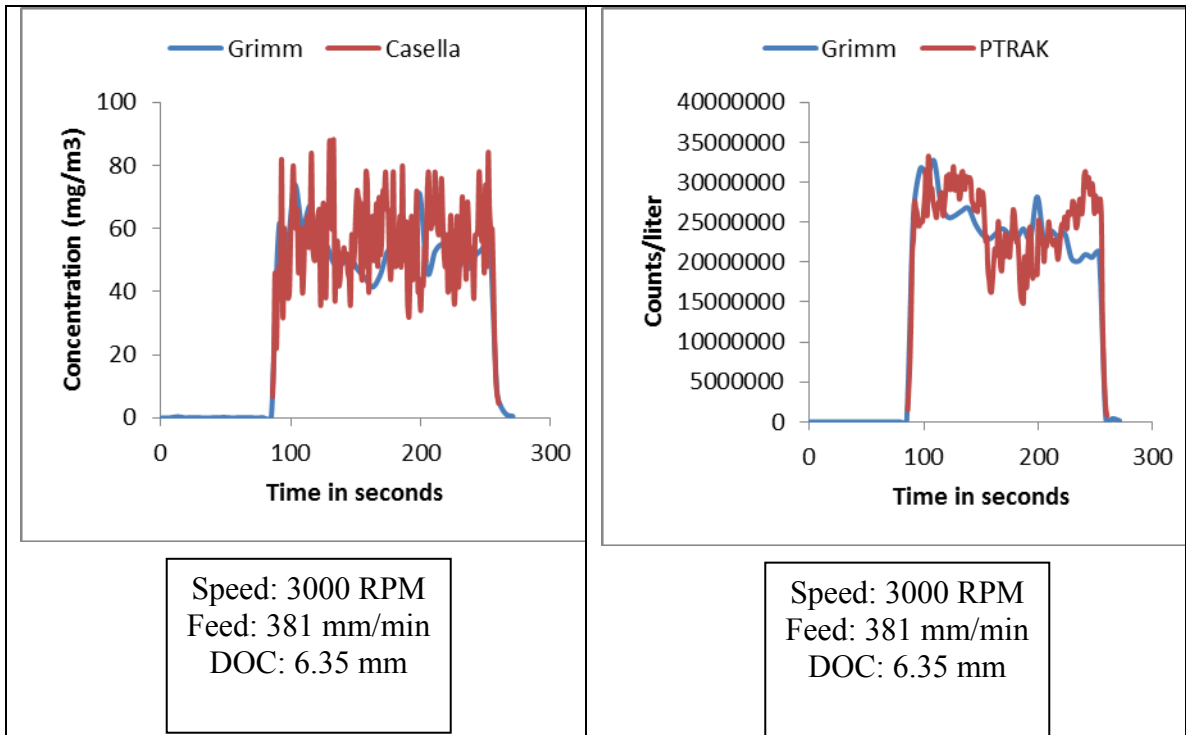 Grimm Casella
Concentration (mg/m3)
100
80
60
40
20
0
0 100 200 300
Time in seconds
Speed: 3000 RPM
Feed: 381 mm/min
DOC: 6.35 mm
Grimm PTRAK
Counts/liter
40000000
35000000
30000000
25000000
20000000
15000000
10000000
5000000
0
0 100 200 300
Time in seconds
Speed: 3000 RPM
Feed: 381 mm/min
DOC: 6.35 mm